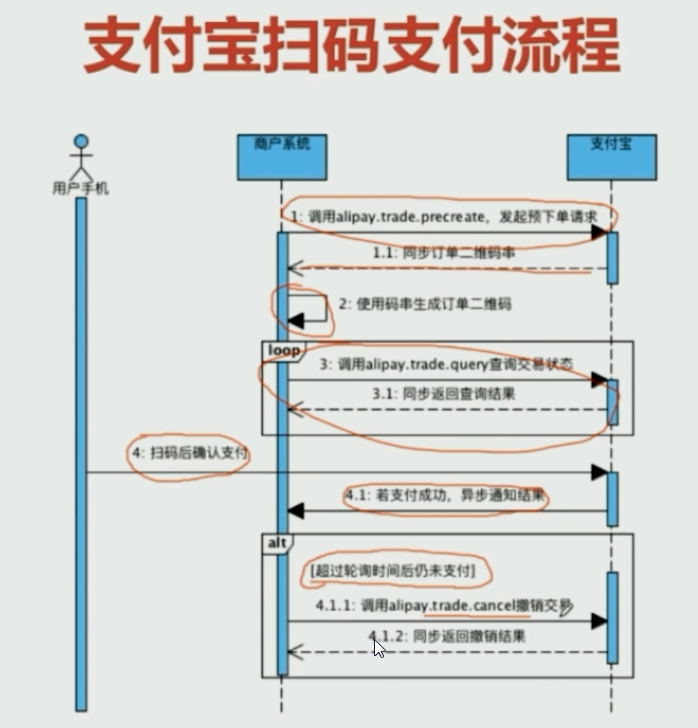 支付宝扫码支付流程
商户系统
支付宝
用户手机
1: 调用alipay.trade.precreate，发起预下单请求
1.1: 同步订单二维码串
2: 使用码串生成订单二维码
loop
3: 调用alipay.trade.query查询交易状态
3.1: 同步返回查询结果
4: 扫码后确认支付
4.1: 若支付成功，异步通知结果
alt
[超过轮询时间后仍未支付]
4.1.1: 调用alipay.trade.cancel撤销交易
4.1.2: 同步返回撤销结果